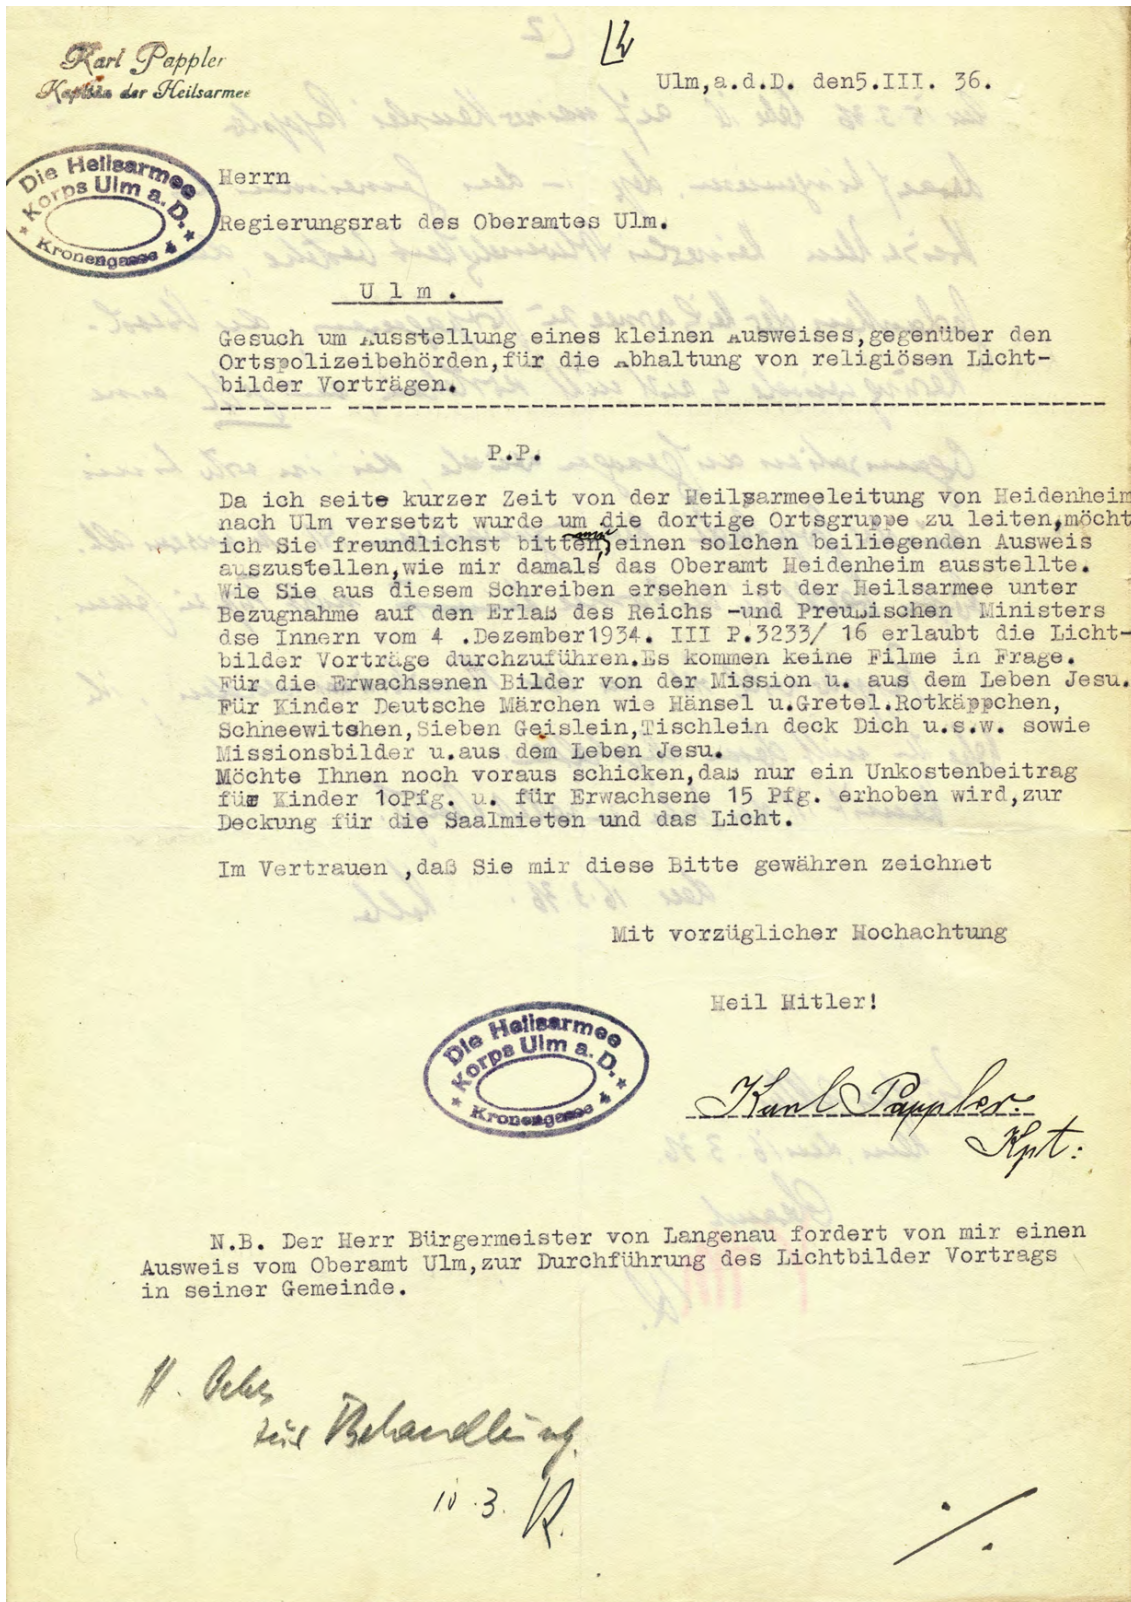 Karl Pappler
Kapitän der Heilsarmee
Ulm,a.d.D. den5.III. 36.
Die Heilsarmee
Korps Ulm a. D.
Kronengasse 4
Herrn
Regierungsrat des Oberamtes Ulm.
Ulm.
Gesuch um Ausstellung eines kleinen Ausweises,gegenüber den
Ortspolizeibehörden,für die Abhaltung von religiösen Licht-
bilder Vorträgen.
P.P.
Da ich seite kurzer Zeit von der Heilsarmeeleitung von Heidenheim
nach Ulm versetzt wurde um die dortige Ortsgruppe zu leiten,möcht
ich Sie freundlichst bitten, einen solchen beiliegenden Ausweis
auszustellen,wie mir damals das Oberamt Heidenheim ausstellte.
Wie Sie aus diesem Schreiben ersehen ist der Heilsarmee unter
Bezugnahme auf den Erlaß des Reichs -und Preußischen Ministers
dse Innern vom 4 .Dezember1934. III P.3233/ 16 erlaubt die Licht-
bilder Vorträge durchzuführen.Es kommen keine Filme in Frage.
Für die Erwachsenen Bilder von der Mission u. aus dem Leben Jesu.
Für Kinder Deutsche Märchen wie Hänsel u.Gretel.Rotkäppchen,
Schneewitshen,Sieben Geislein,Tischlein deck Dich u.s.w. sowie
Missionsbilder u.aus dem Leben Jesu.
Möchte Ihnen noch voraus schicken,daß nur ein Unkostenbeitrag
für Kinder 1oPfg. u. für Erwachsene 15 Pfg. erhoben wird,zur
Deckung für die Saalmieten und das Licht.
Im Vertrauen ,daß Sie mir diese Bitte gewähren zeichnet
Mit vorzüglicher Hochachtung
Heil Hitler!
Die Heilsarmee
Korps Ulm a. D.
Kronengasse 4
Karl Pappler.
Kpt:
N.B. Der Herr Bürgermeister von Langenau fordert von mir einen
Ausweis vom Oberamt Ulm,zur Durchführung des Lichtbilder Vortrags
in seiner Gemeinde.
H.
zur Behandlung.
10.3. K.